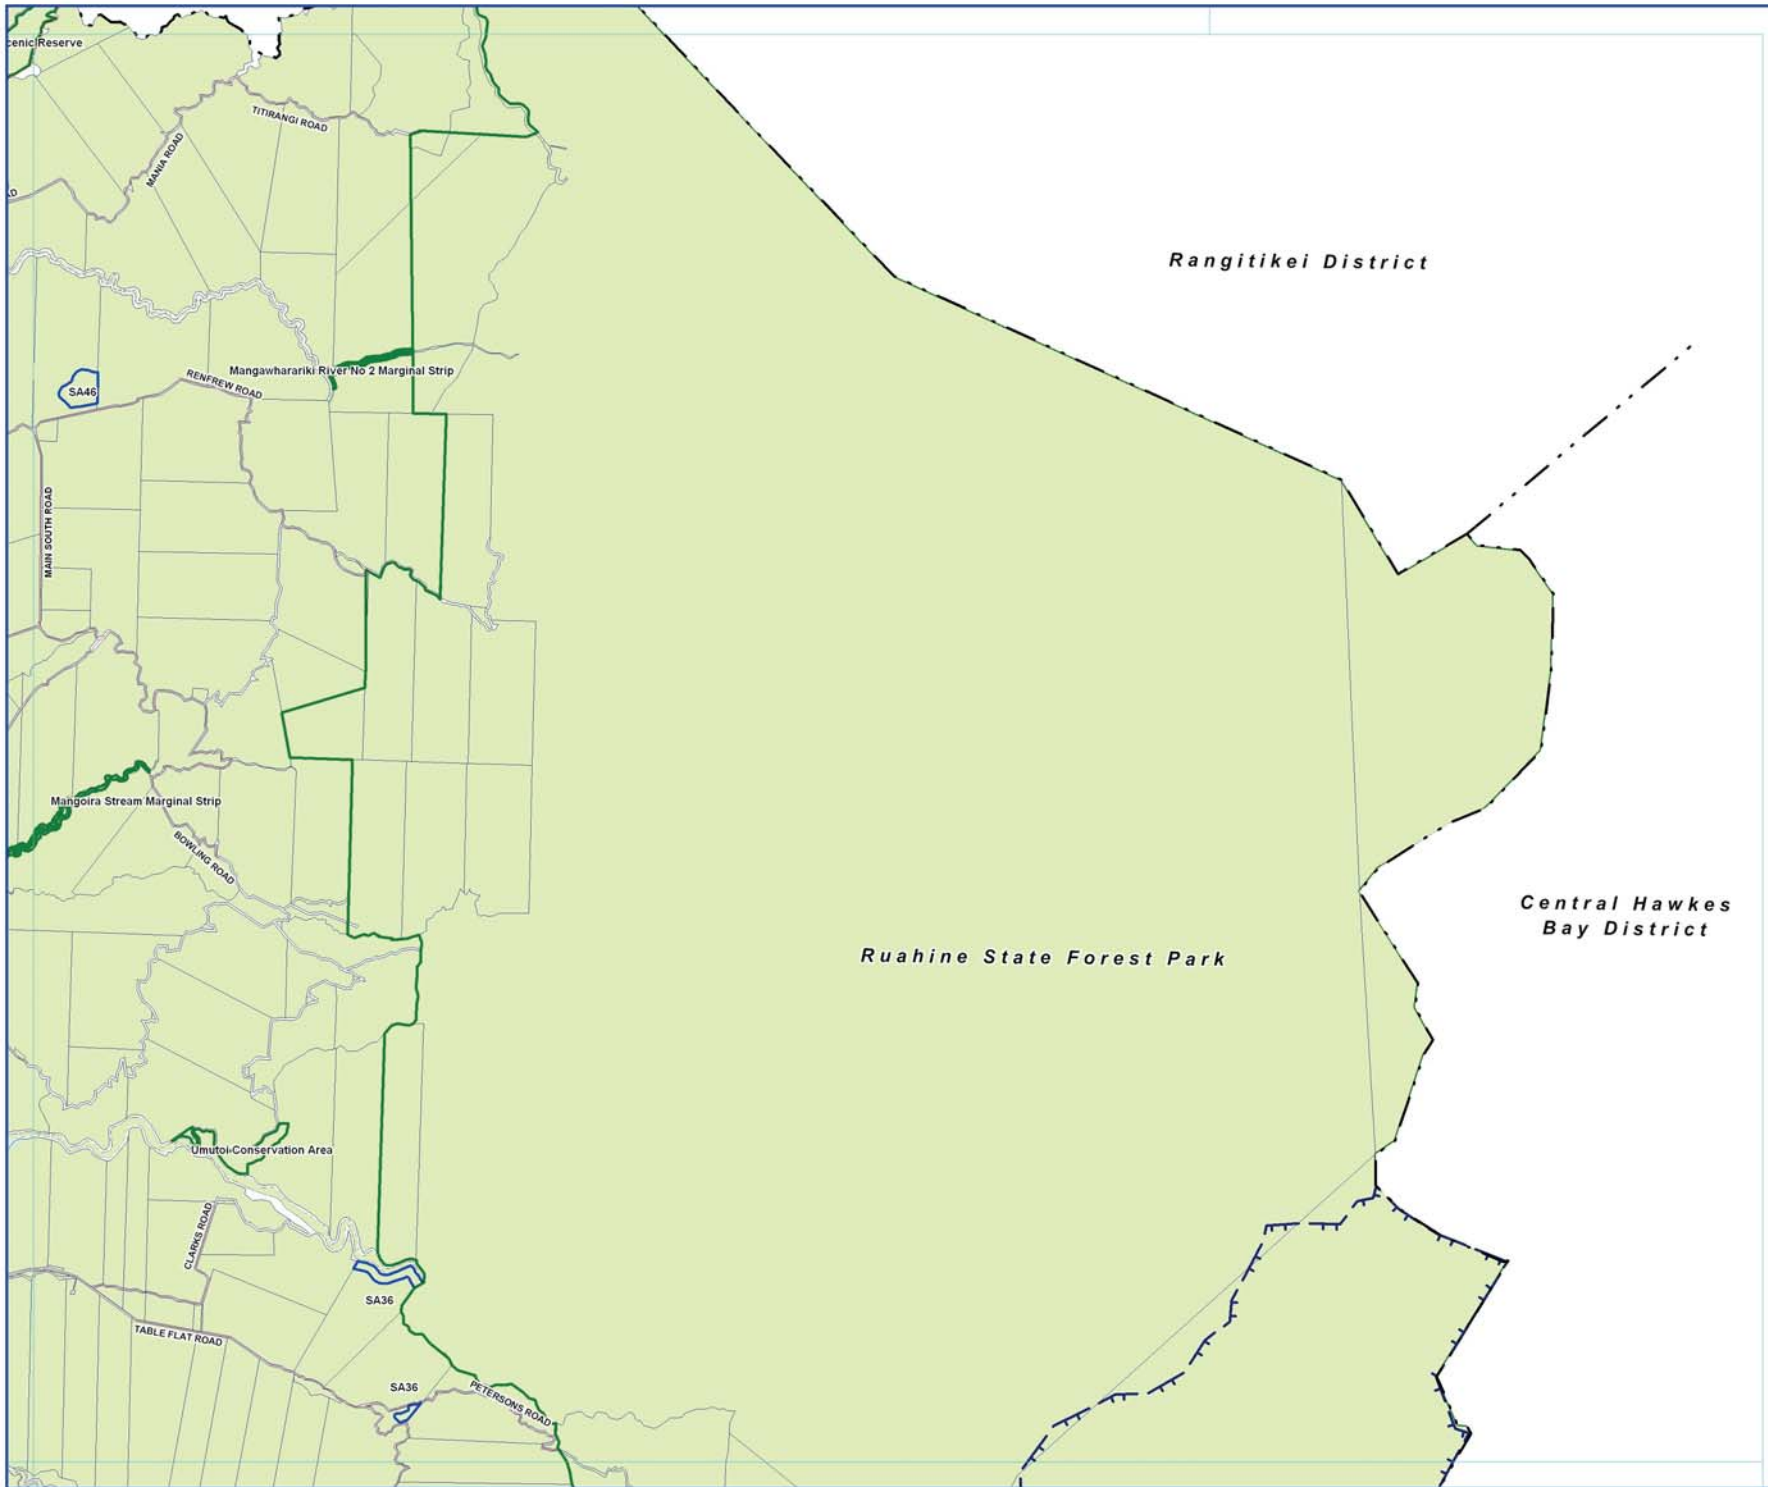 cenic Reserve
TITIRANGI ROAD
MANIA ROAD
Rangitikei District
Mangawharariki River No 2 Marginal Strip
RENFREW ROAD
SA46
MAIN SOUTH ROAD
Mangoira Stream Marginal Strip
BOWLING ROAD
Central Hawkes
Bay District
Ruahine State Forest Park
Umutoi Conservation Area
CLARKS ROAD
SA36
TABLE FLAT ROAD
SA36
PETERSONS ROAD